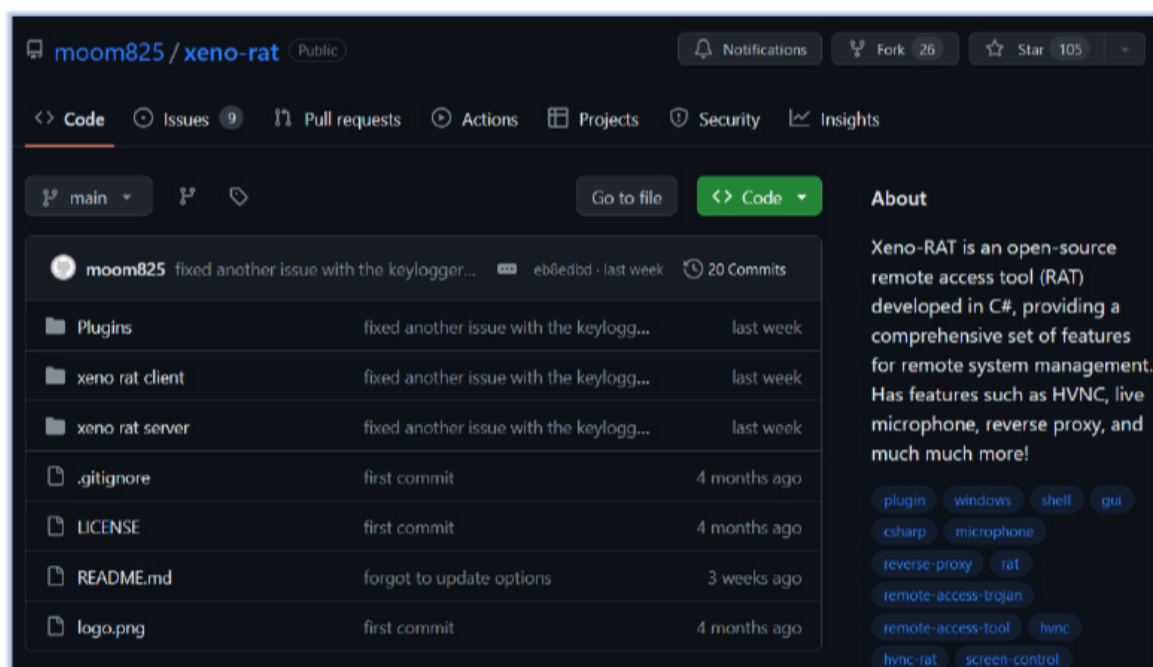 moom825 / xeno-rat Public
Notifications Fork 26 Star 105
Code Issues 9 Pull requests Actions Projects Security Insights
main Go to file Code
moom825 fixed another issue with the keylogger... eb8edbd · last week 20 Commits
Plugins fixed another issue with the keylogg... last week
xeno rat client fixed another issue with the keylogg... last week
xeno rat server fixed another issue with the keylogg... last week
.gitignore first commit 4 months ago
LICENSE first commit 4 months ago
README.md forgot to update options 3 weeks ago
logo.png first commit 4 months ago
About
Xeno-RAT is an open-source
remote access tool (RAT)
developed in C#, providing a
comprehensive set of features
for remote system management.
Has features such as HVNC, live
microphone, reverse proxy, and
much much more!
plugin windows shell gui
csharp microphone
reverse-proxy rat
remote-access-trojan
remote-access-tool hvnc
hvnc-rat screen-control